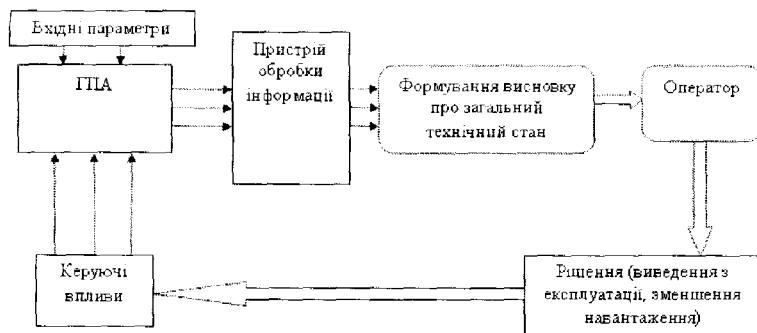 Вхідні параметри
ГПА
Пристрій
обробки
інформації
Формування висновку
про загальний
технічний стан
Оператор
Керуючі
впливи
Рішення (виведення з
експлуатації, зменшення
навантаження)